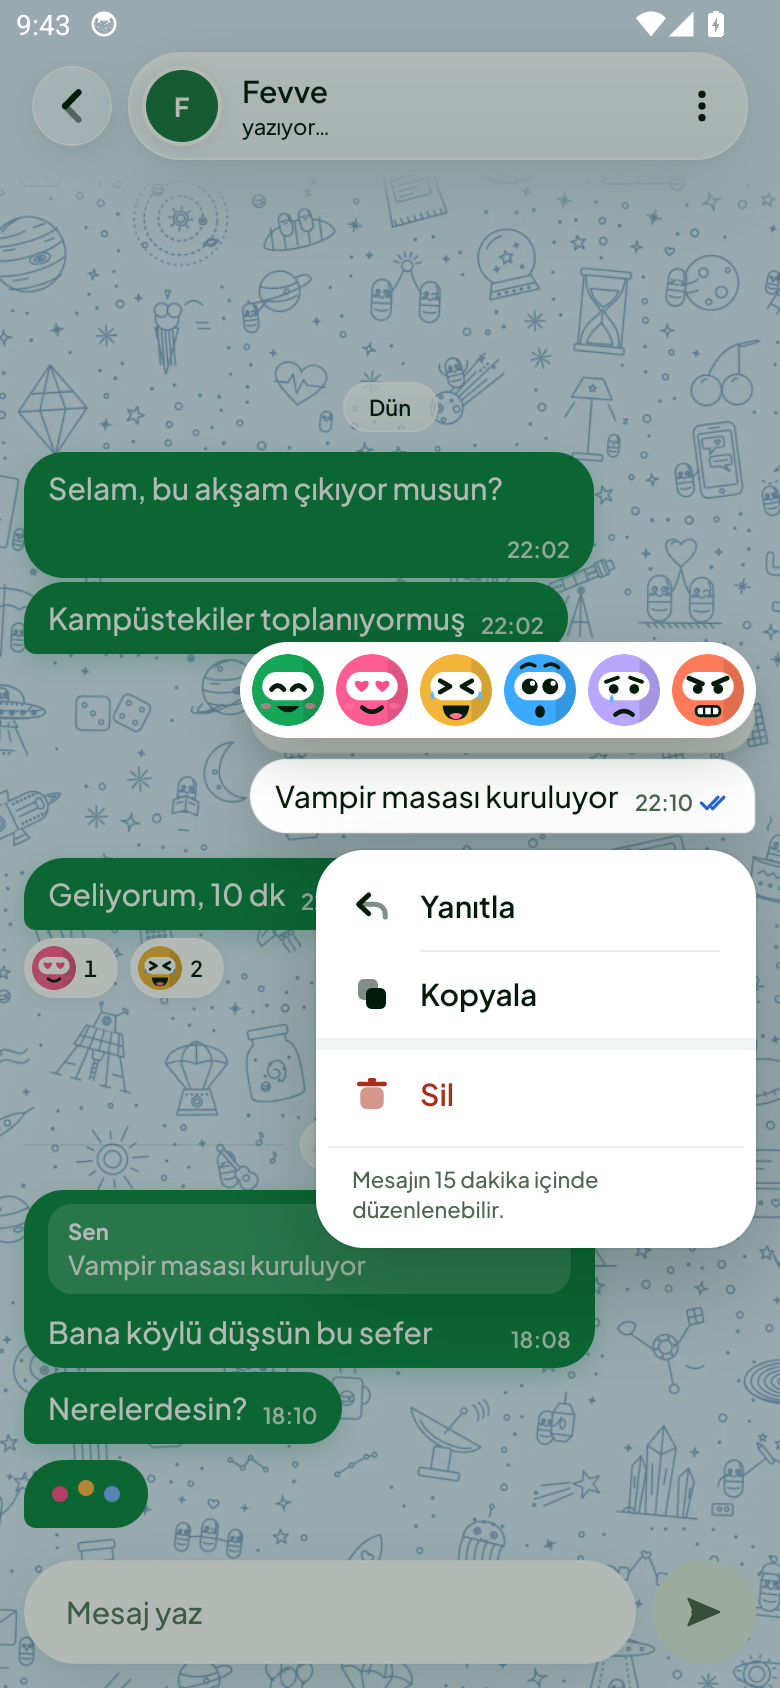 9:43
F
Fevve
yazıyor...
Dün
Selam, bu akşam çıkıyor musun?
22:02
Kampüstekiler toplanıyormuş 22:02
Vampir masası kuruluyor 22:10
Geliyorum, 10 dk
1 2
Yanıtla
Kopyala
Sil
Mesajın 15 dakika içinde
düzenlenebilir.
Sen
Vampir masası kuruluyor
Bana köylü düşsün bu sefer 18:08
Nerelerdesin? 18:10
Mesaj yaz